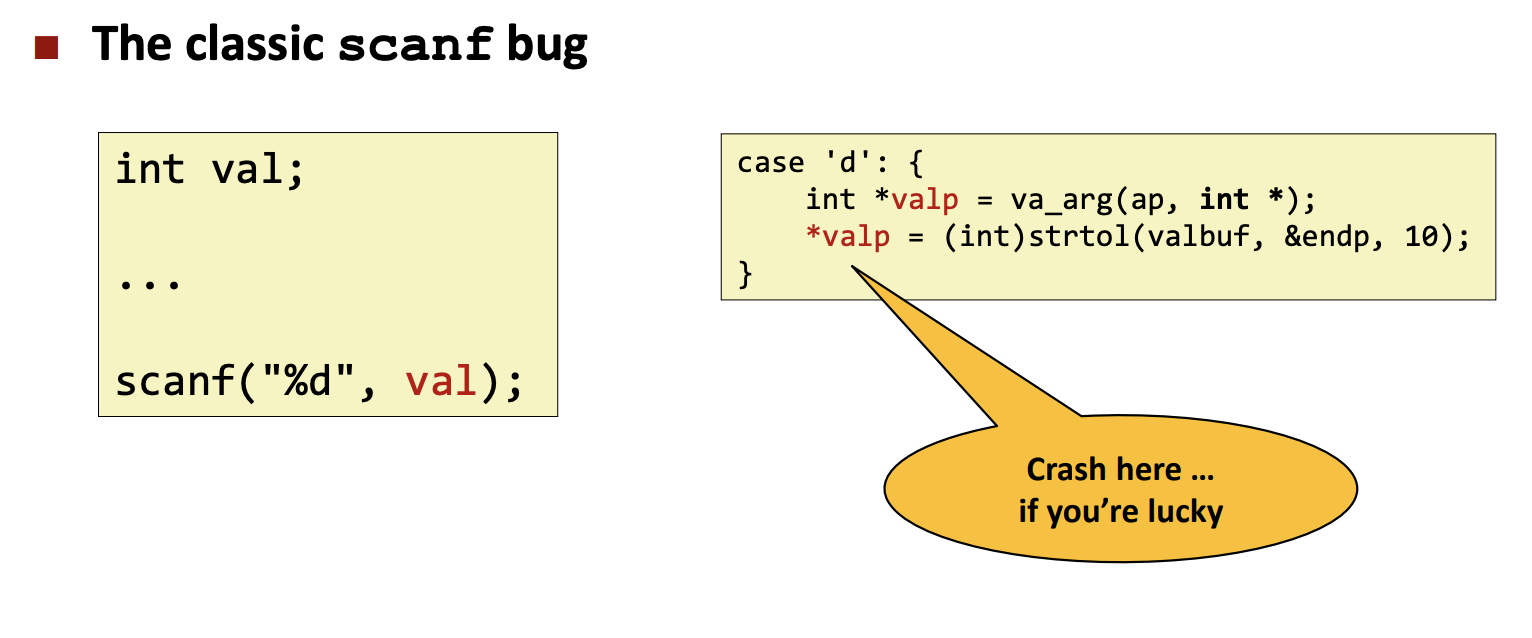 The classic scanf bug
int val;
...
scanf("%d", val);
case 'd': {
    int *valp = va_arg(ap, int *);
    *valp = (int)strtol(valbuf, &endp, 10);
}
Crash here …
if you’re lucky